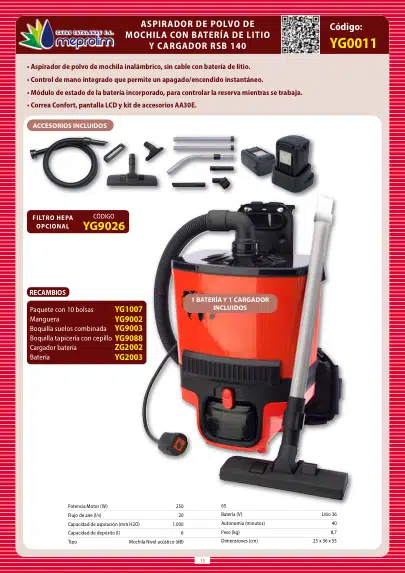 CATAS CATALANAS S.L.
meprolim
ASPIRADOR DE POLVO DE
MOCHILA CON BATERÍA DE LITIO
Y CARGADOR RSB 140
Código:
YG0011
• Aspirador de polvo de mochila inalámbrico, sin cable con batería de litio.
• Control de mano integrado que permite un apagado/encendido instantáneo.
• Módulo de estado de la batería incorporado, para controlar la reserva mientras se trabaja.
• Correa Confort, pantalla LCD y kit de accesorios AA30E.
ACCESORIOS INCLUIDOS
FILTRO HEPA
OPCIONAL
CÓDIGO
YG9026
1 BATERÍA Y 1 CARGADOR
INCLUIDOS
RECAMBIOS
Paquete con 10 bolsas YG1007
Manguera YG9002
Boquilla suelos combinada YG9003
Boquilla tapicería con cepillo YG9088
Cargador batería ZG2002
Batería YG2003
Potencia Motor (W) 250
Flujo de aire (l/s) 20
Capacidad de aspiración (mm H2O) 1.000
Capacidad de depósito (l) 6
Tipo Mochila Nivel acústico (dB)
65
Batería (V) Litio 36
Autonomía (minutos) 40
Peso (kg) 8,7
Dimensiones (cm) 25 x 36 x 55
15